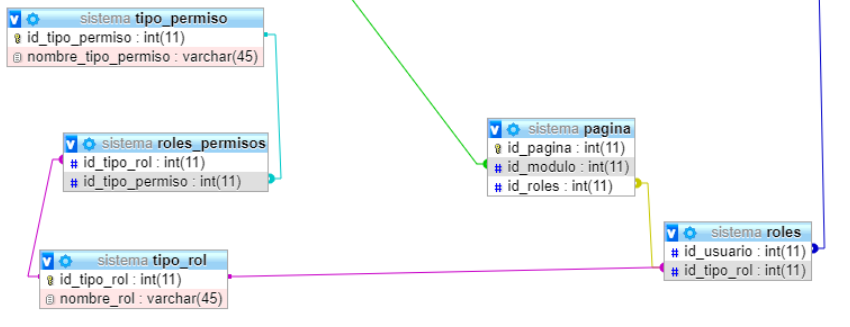 sistema tipo_permiso
id_tipo_permiso : int(11)
nombre_tipo_permiso : varchar(45)
sistema roles_permisos
# id_tipo_rol : int(11)
# id_tipo_permiso : int(11)
sistema tipo_rol
id_tipo_rol : int(11)
nombre_rol : varchar(45)
sistema pagina
id_pagina : int(11)
# id_modulo : int(11)
# id_roles : int(11)
sistema roles
# id_usuario : int(11)
# id_tipo_rol : int(11)